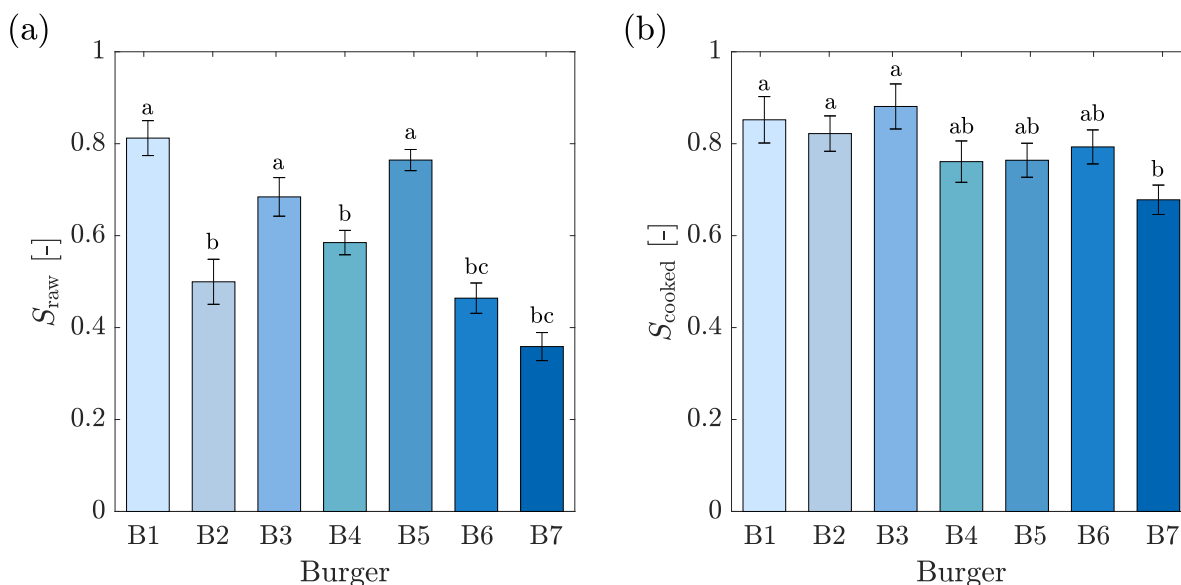 (a)
S_raw [-]
1
0.8
0.6
0.4
0.2
0
a
b
a
b
a
bc
bc
B1 B2 B3 B4 B5 B6 B7
Burger
(b)
S_cooked [-]
1
0.8
0.6
0.4
0.2
0
a
a
a
ab
ab
ab
b
B1 B2 B3 B4 B5 B6 B7
Burger